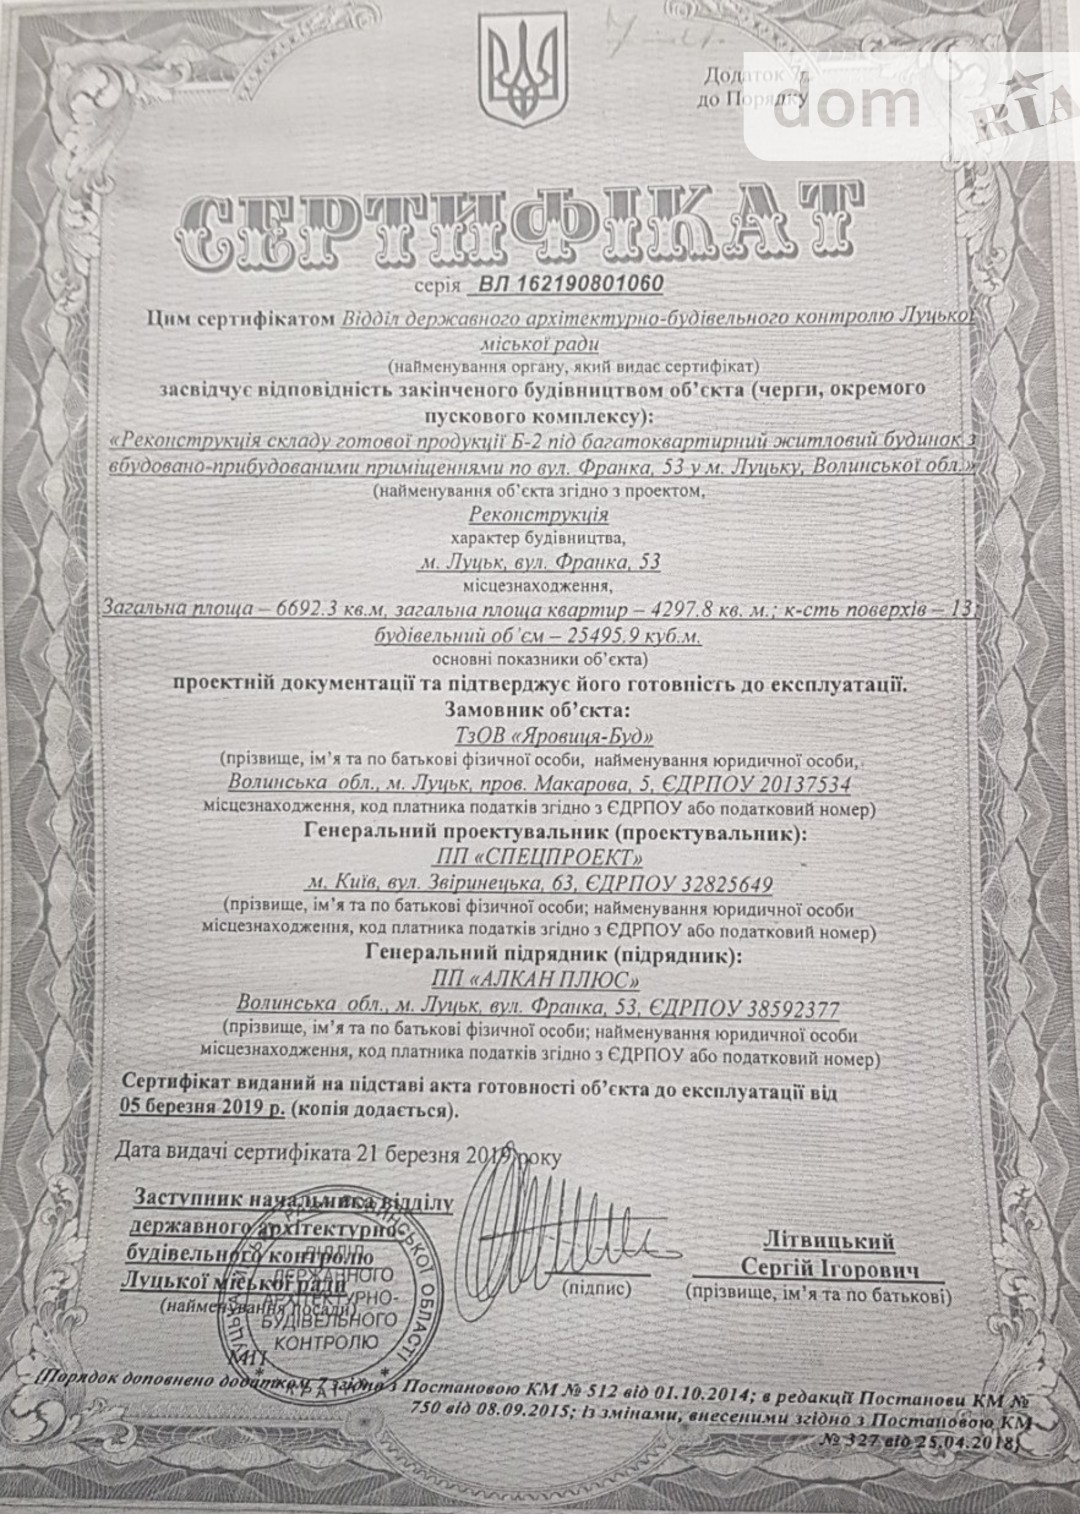 Додаток 7
до Порядку
dom RIA
СЕРТИФІКАТ
серія ВЛ 162190801060
Цим сертифікатом Відділ державного архітектурно-будівельного контролю Луцької
міської ради
(найменування органу, який видає сертифікат)
засвідчує відповідність закінченого будівництвом об’єкта (черги, окремого
пускового комплексу):
«Реконструкція складу готової продукції Б-2 під багатоквартирний житловий будинок з
вбудовано-прибудованими приміщеннями по вул. Франка, 53 у м. Луцьку, Волинської обл.»
(найменування об’єкта згідно з проектом,
Реконструкція
характер будівництва,
м. Луцьк, вул. Франка, 53
місцезнаходження,
Загальна площа – 6692.3 кв.м, загальна площа квартир – 4297.8 кв. м.; к-сть поверхів – 13;
будівельний об’єм – 25495.9 куб.м.
основні показники об’єкта)
проектній документації та підтверджує його готовність до експлуатації.
Замовник об’єкта:
ТзОВ «Яровиця-Буд»
(прізвище, ім’я та по батькові фізичної особи, найменування юридичної особи,
Волинська обл., м. Луцьк, пров. Макарова, 5, ЄДРПОУ 20137534
місцезнаходження, код платника податків згідно з ЄДРПОУ або податковий номер)
Генеральний проектувальник (проектувальник):
ПП «СПЕЦПРОЕКТ»
м. Київ, вул. Звіринецька, 63, ЄДРПОУ 32825649
(прізвище, ім’я та по батькові фізичної особи; найменування юридичної особи
місцезнаходження, код платника податків згідно з ЄДРПОУ або податковий номер)
Генеральний підрядник (підрядник):
ПП «АЛКАН ПЛЮС»
Волинська обл., м. Луцьк, вул. Франка, 53, ЄДРПОУ 38592377
(прізвище, ім’я та по батькові фізичної особи; найменування юридичної особи
місцезнаходження, код платника податків згідно з ЄДРПОУ або податковий номер)
Сертифікат виданий на підставі акта готовності об’єкта до експлуатації від
05 березня 2019 р. (копія додається).
Дата видачі сертифіката 21 березня 2019 року
Заступник начальника відділу
державного архітектурно-
будівельного контролю
Луцької міської ради
(найменування посади)
ВІДДІЛ
ДЕРЖАВНОГО
АРХІТЕКТУРНО-
БУДІВЕЛЬНОГО
КОНТРОЛЮ
(підпис)
Літвицький
Сергій Ігорович
(прізвище, ім’я та по батькові)
МП
(Порядок доповнено додатком 7 згідно з Постановою КМ № 512 від 01.10.2014; в редакції Постанови КМ №
750 від 08.09.2015; із змінами, внесеними згідно з Постановою КМ
№ 327 від 25.04.2018)